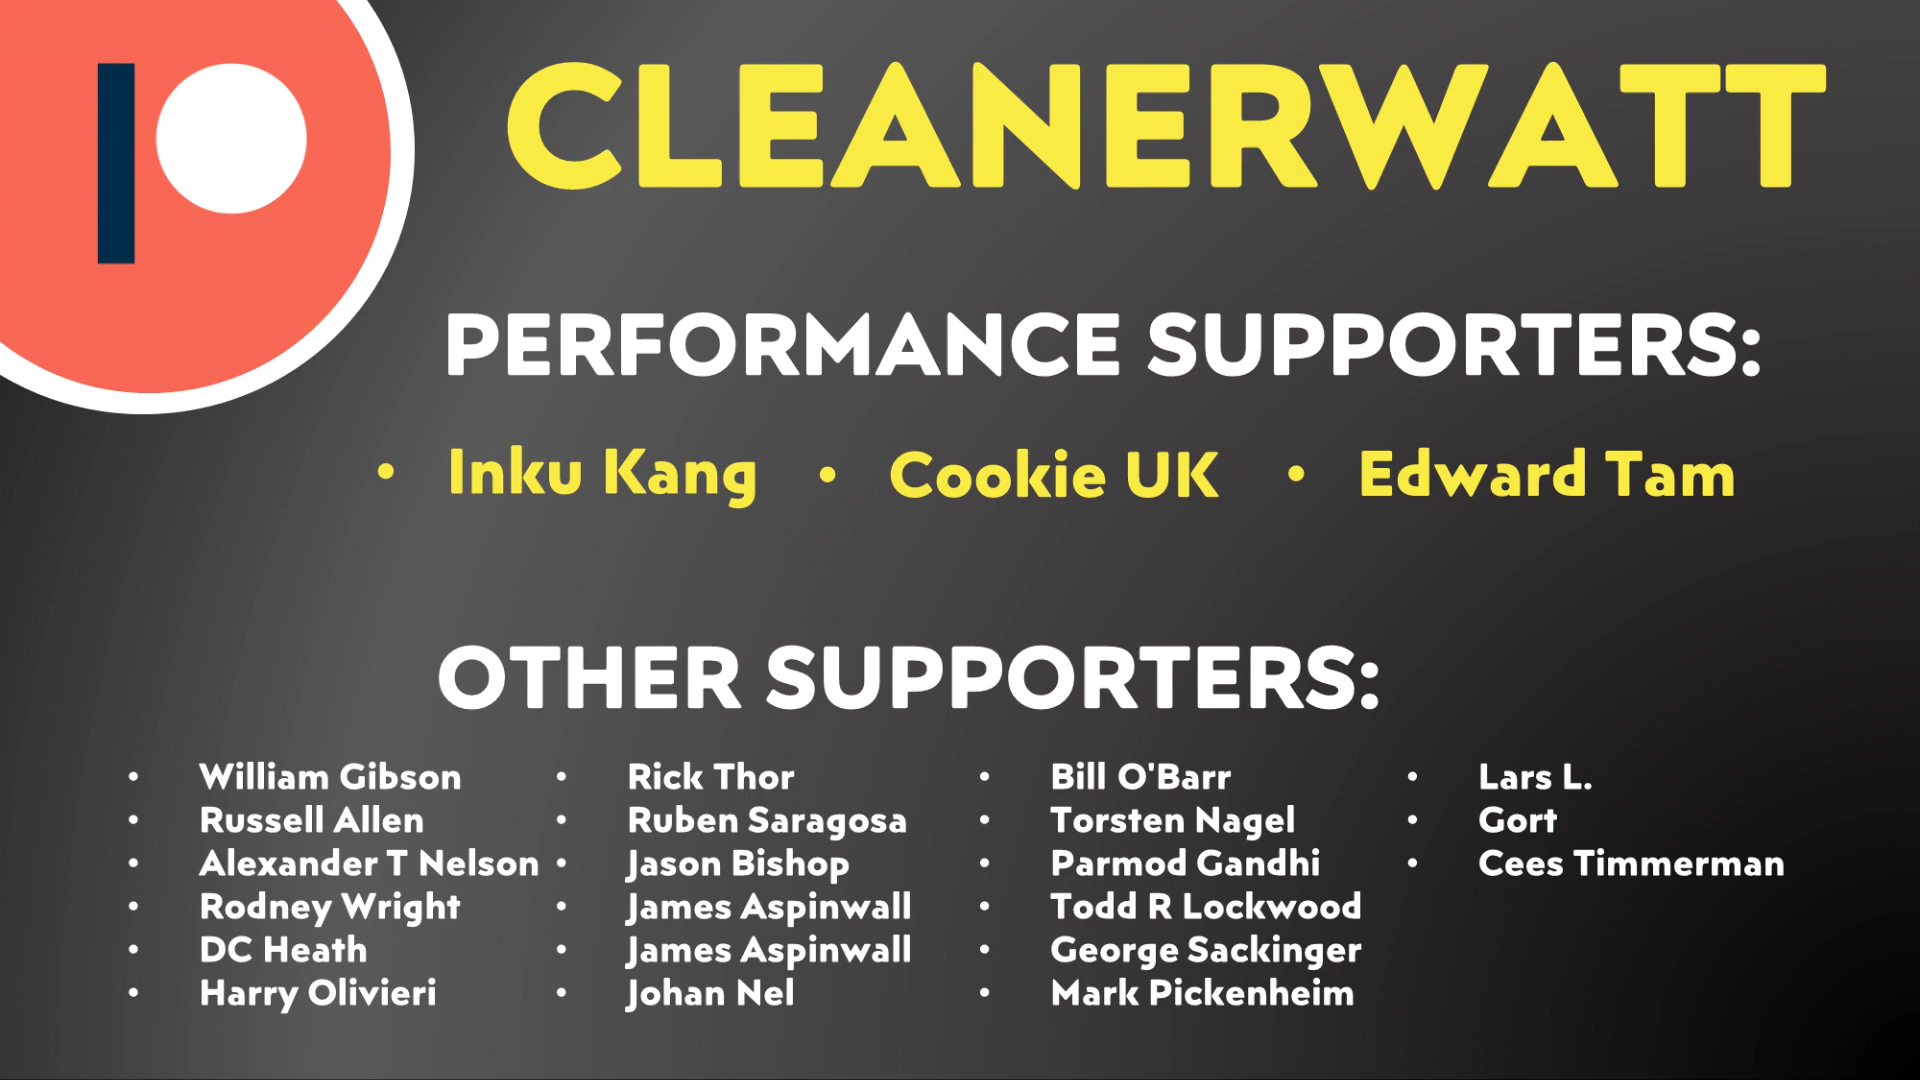 CLEANERWATT
PERFORMANCE SUPPORTERS:
• Inku Kang • Cookie UK • Edward Tam
OTHER SUPPORTERS:
• William Gibson
• Russell Allen
• Alexander T Nelson
• Rodney Wright
• DC Heath
• Harry Olivieri
• Rick Thor
• Ruben Saragosa
• Jason Bishop
• James Aspinwall
• James Aspinwall
• Johan Nel
• Bill O'Barr
• Torsten Nagel
• Parmod Gandhi
• Todd R Lockwood
• George Sackinger
• Mark Pickenheim
• Lars L.
• Gort
• Cees Timmerman